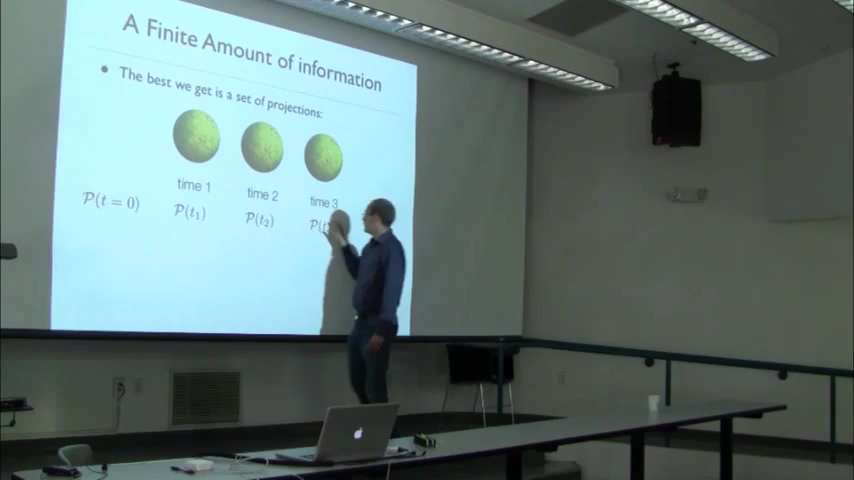 A Finite Amount of information
• The best we get is a set of projections:
time 1 time 2 time 3
P(t = 0) P(t₁) P(t₂) P(t